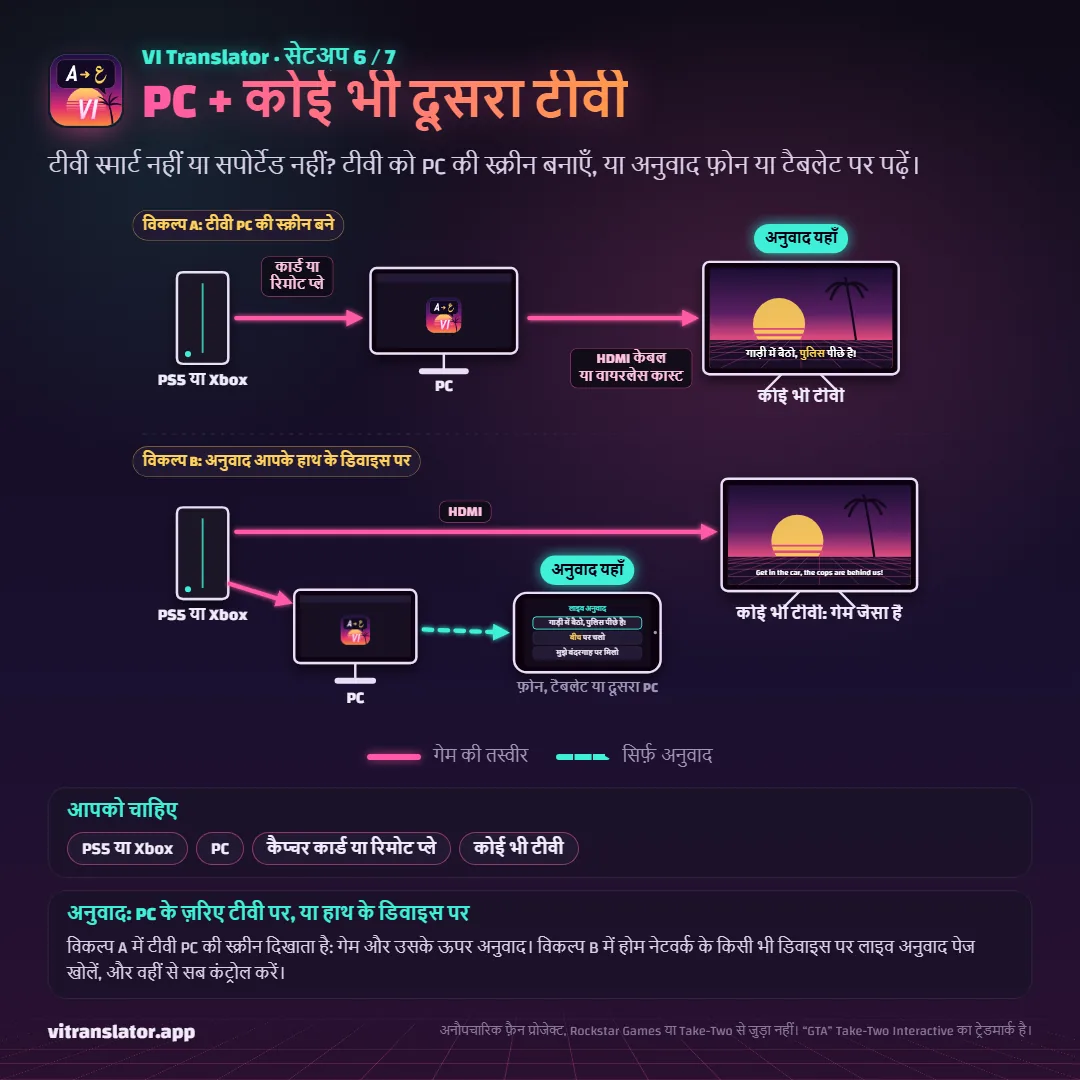 VI Translator · सेटअप 6 / 7
A→ع
VI
PC + कोई भी दूसरा टीवी
टीवी स्मार्ट नहीं या सपोर्टेड नहीं? टीवी को PC की स्क्रीन बनाएँ, या अनुवाद फ़ोन या टैबलेट पर पढ़ें।
विकल्प A: टीवी PC की स्क्रीन बने
अनुवाद यहाँ
कार्ड या
रिमोट प्ले
A→ع
VI
गाड़ी में बैठो, पुलिस पीछे है!
HDMI केबल
या वायरलेस कास्ट
PS5 या Xbox
PC
कोई भी टीवी
विकल्प B: अनुवाद आपके हाथ के डिवाइस पर
HDMI
अनुवाद यहाँ
Get in the car, the cops are behind us!
PS5 या Xbox
कोई भी टीवी: गेम जैसा है
A→ع
VI
लाइव अनुवाद
गाड़ी में बैठो, पुलिस पीछे है!
बीच पर चलो
मुझे बंदरगाह पर मिलो
PC
फ़ोन, टैबलेट या दूसरा PC
गेम की तस्वीर
सिर्फ़ अनुवाद
आपको चाहिए
PS5 या Xbox
PC
कैप्चर कार्ड या रिमोट प्ले
कोई भी टीवी
अनुवाद: PC के ज़रिए टीवी पर, या हाथ के डिवाइस पर
विकल्प A में टीवी PC की स्क्रीन दिखाता है: गेम और उसके ऊपर अनुवाद। विकल्प B में होम नेटवर्क के किसी भी डिवाइस पर लाइव अनुवाद पेज
खोलें, और वहीं से सब कंट्रोल करें।
vitranslator.app
अनौपचारिक फ़ैन प्रोजेक्ट, Rockstar Games या Take-Two से जुड़ा नहीं। "GTA" Take-Two Interactive का ट्रेडमार्क है।